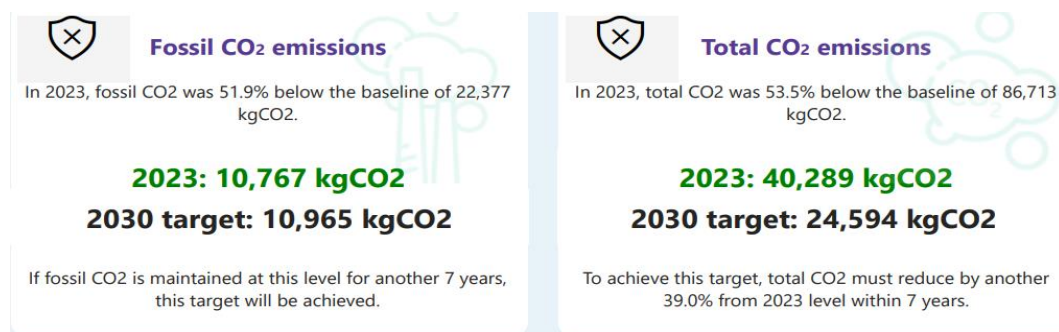 Fossil CO2 emissions
In 2023, fossil CO2 was 51.9% below the baseline of 22,377
kgCO2.
2023: 10,767 kgCO2
2030 target: 10,965 kgCO2
If fossil CO2 is maintained at this level for another 7 years,
this target will be achieved.
Total CO2 emissions
In 2023, total CO2 was 53.5% below the baseline of 86,713
kgCO2.
CO2
2023: 40,289 kgCO2
2030 target: 24,594 kgCO2
To achieve this target, total CO2 must reduce by another
39.0% from 2023 level within 7 years.